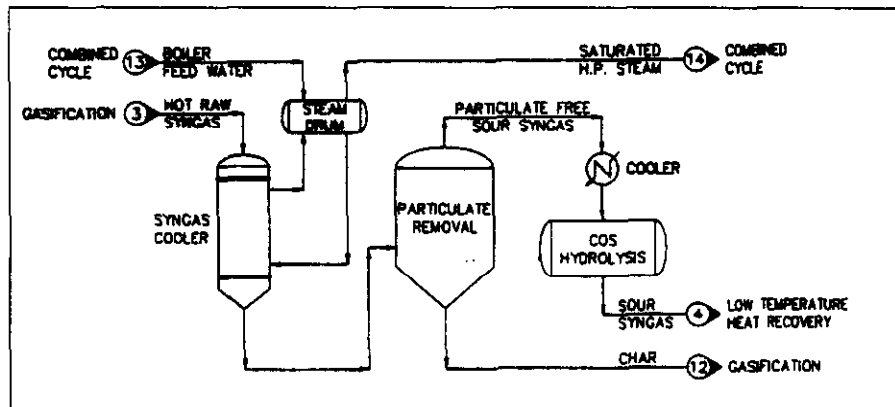 COMBINED
CYCLE
13
BOILER
FEED WATER
SATURATED
H.P. STEAM
14
COMBINED
CYCLE
GASIFICATION
3
HOT RAW
SYNGAS
STEAM
DRUM
PARTICULATE FREE
SOUR SYNGAS
COOLER
SYNGAS
COOLER
PARTICULATE
REMOVAL
COS
HYDROLYSIS
SOUR
SYNGAS
4
LOW TEMPERATURE
HEAT RECOVERY
CHAR
12
GASIFICATION